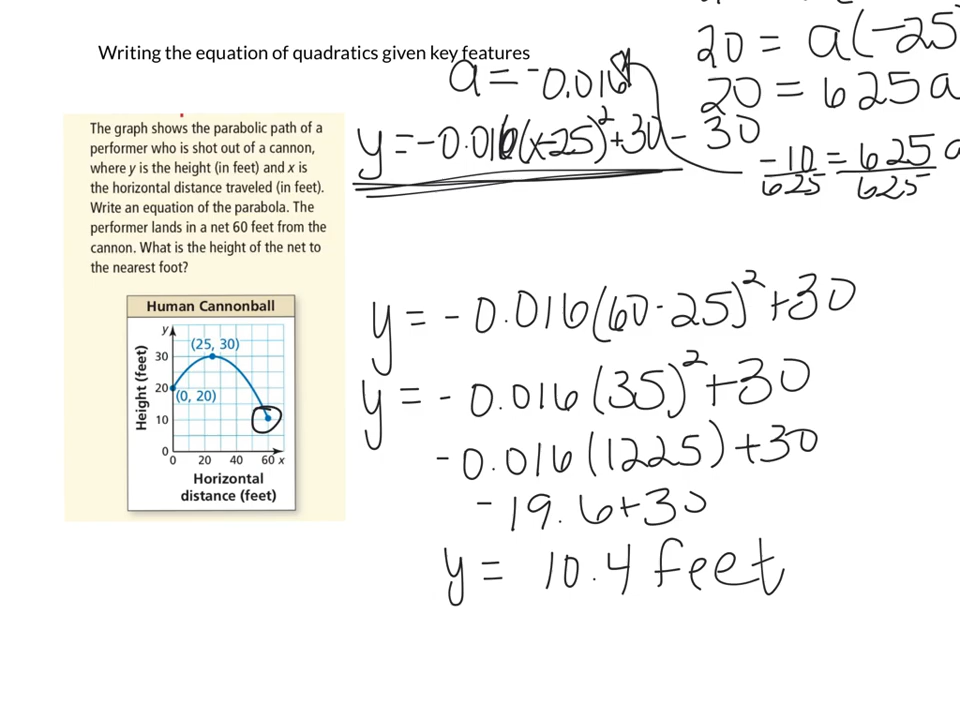 Writing the equation of quadratics given key features
20 = a(-25
a = -0.016
20 = 625a
y = -0.016(x-25)²+30
- 30
-10 = 625a
625 625
The graph shows the parabolic path of a
performer who is shot out of a cannon,
where y is the height (in feet) and x is
the horizontal distance traveled (in feet).
Write an equation of the parabola. The
performer lands in a net 60 feet from the
cannon. What is the height of the net to
the nearest foot?
Human Cannonball
y
(25, 30)
30
20
(0, 20)
10
0
0 20 40 60 x
Height (feet)
Horizontal
distance (feet)
y = -0.016(60-25)²+30
y = -0.016(35)²+30
-0.016(1225)+30
-19.6+30
y = 10.4 feet